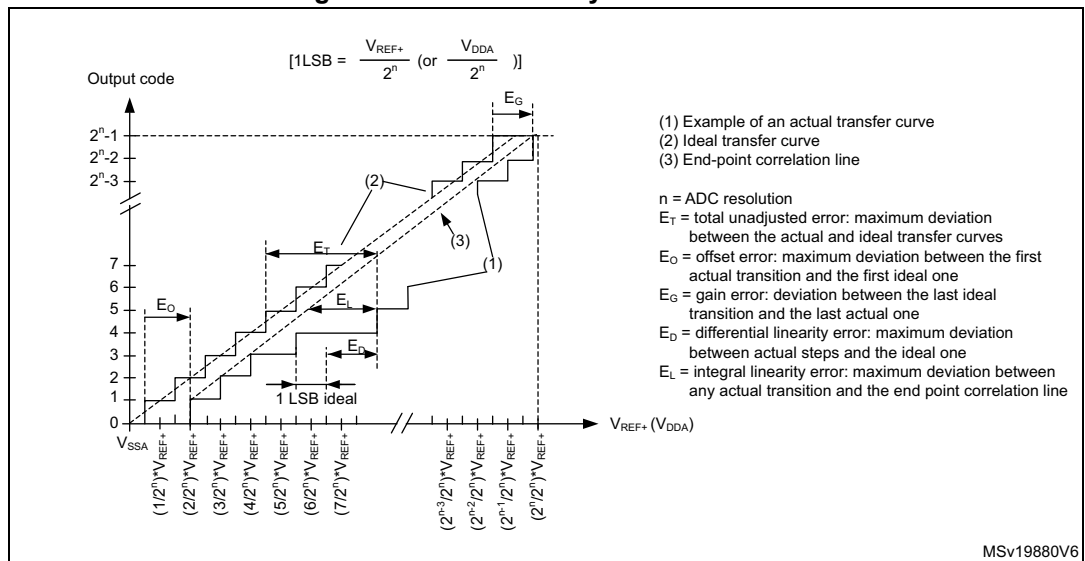 [1LSB = V_REF+ / 2^n (or V_DDA / 2^n )]
Output code
E_G
2^n-1
2^n-2
2^n-3
(2)
(3)
(1)
7
6
5
4
3
2
1
0
E_T
E_O
E_L
E_D
1 LSB ideal
V_SSA
V_REF+ (V_DDA)
(1/2^n)*V_REF+
(2/2^n)*V_REF+
(3/2^n)*V_REF+
(4/2^n)*V_REF+
(5/2^n)*V_REF+
(6/2^n)*V_REF+
(7/2^n)*V_REF+
(2^n-3/2^n)*V_REF+
(2^n-2/2^n)*V_REF+
(2^n-1/2^n)*V_REF+
(2^n/2^n)*V_REF+
(1) Example of an actual transfer curve
(2) Ideal transfer curve
(3) End-point correlation line
n = ADC resolution
E_T = total unadjusted error: maximum deviation
between the actual and ideal transfer curves
E_O = offset error: maximum deviation between the first
actual transition and the first ideal one
E_G = gain error: deviation between the last ideal
transition and the last actual one
E_D = differential linearity error: maximum deviation
between actual steps and the ideal one
E_L = integral linearity error: maximum deviation between
any actual transition and the end point correlation line
MSv19880V6